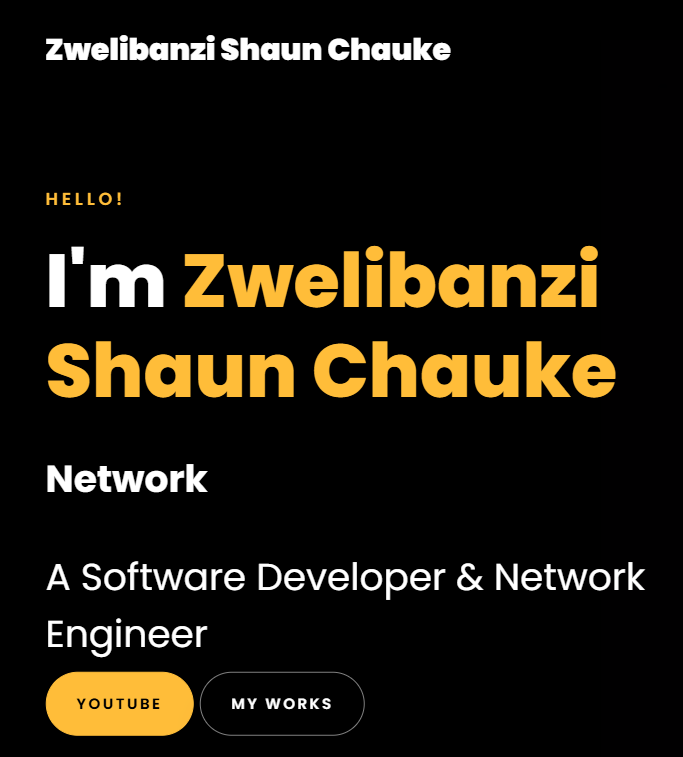 Zwelibanzi Shaun Chauke
HELLO!
I'm Zwelibanzi
Shaun Chauke
Network
A Software Developer & Network
Engineer
YOUTUBE
MY WORKS